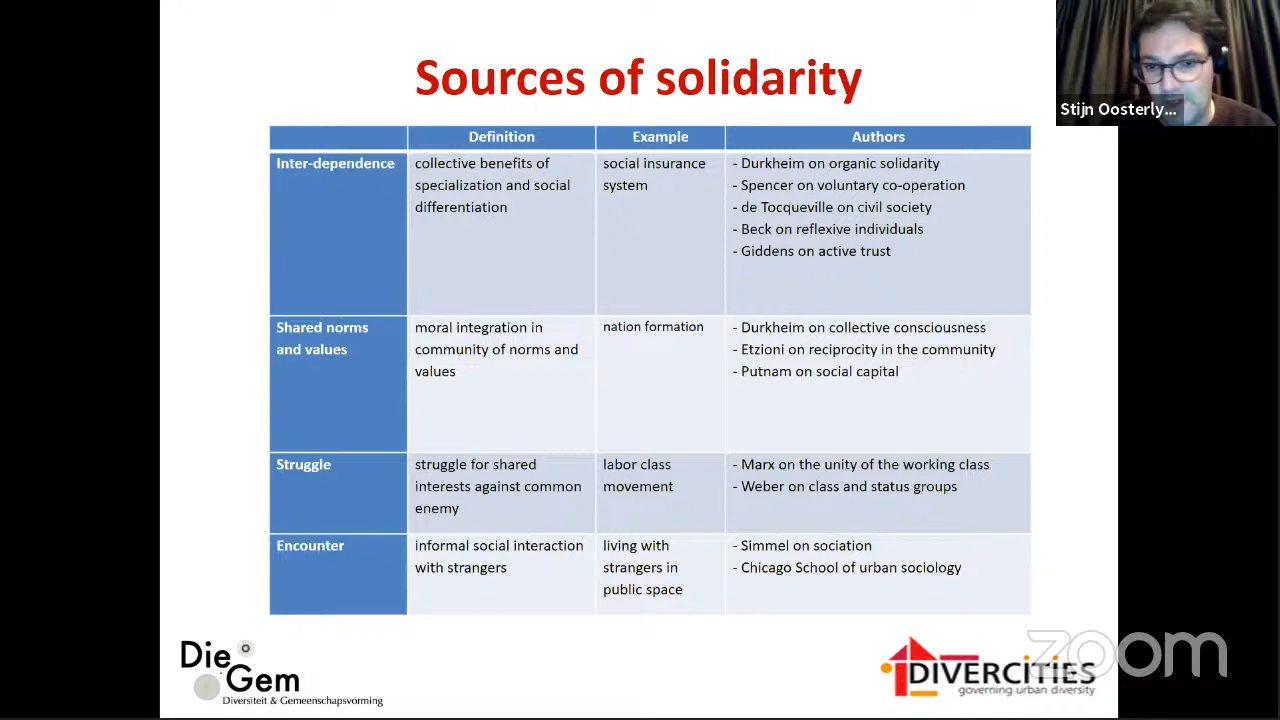 Sources of solidarity
Stijn Oosterly...
Definition
Example
Authors
Inter-dependence
collective benefits of
specialization and social
differentiation
social insurance
system
- Durkheim on organic solidarity
- Spencer on voluntary co-operation
- de Tocqueville on civil society
- Beck on reflexive individuals
- Giddens on active trust
Shared norms
and values
moral integration in
community of norms and
values
nation formation
- Durkheim on collective consciousness
- Etzioni on reciprocity in the community
- Putnam on social capital
Struggle
struggle for shared
interests against common
enemy
labor class
movement
- Marx on the unity of the working class
- Weber on class and status groups
Encounter
informal social interaction
with strangers
living with
strangers in
public space
- Simmel on sociation
- Chicago School of urban sociology
Die
Gem
Diversiteit & Gemeenschapsvorming
DIVERCITIES
governing urban diversity
zoom